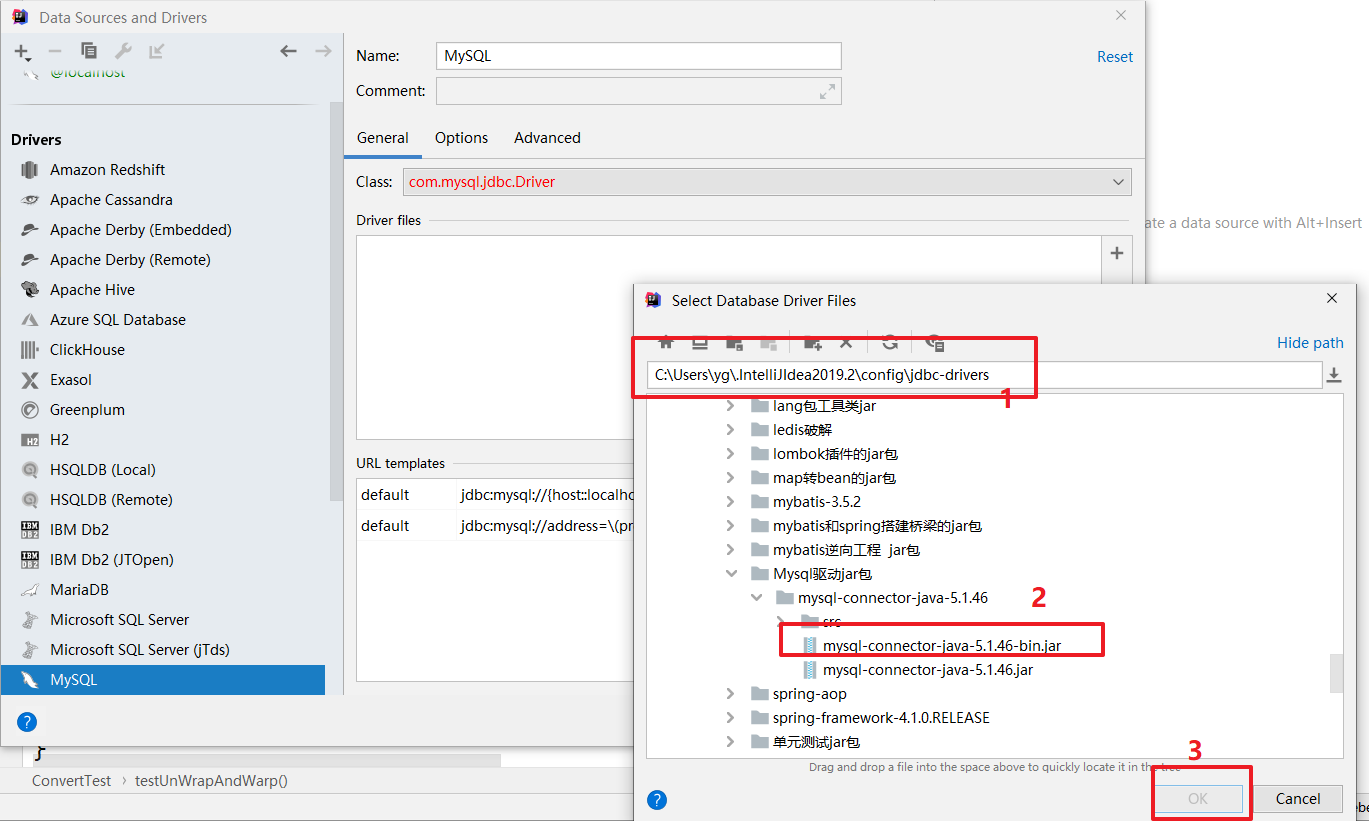 Data Sources and Drivers
@localhost
Drivers
Amazon Redshift
Apache Cassandra
Apache Derby (Embedded)
Apache Derby (Remote)
Apache Hive
Azure SQL Database
ClickHouse
Exasol
Greenplum
H2
HSQLDB (Local)
HSQLDB (Remote)
IBM Db2
IBM Db2 (JTOpen)
MariaDB
Microsoft SQL Server
Microsoft SQL Server (jTds)
MySQL
Name: MySQL
Reset
Comment:
General Options Advanced
Class: com.mysql.jdbc.Driver
Driver files
URL templates
default jdbc:mysql://{host::localho
default jdbc:mysql://address=\(pr
ate a data source with Alt+Insert
Select Database Driver Files
Hide path
C:\Users\yg\.IntelliJIdea2019.2\config\jdbc-drivers
1
lang包工具类jar
ledis破解
lombok插件的jar包
map转bean的jar包
mybatis-3.5.2
mybatis和spring搭建桥梁的jar包
mybatis逆向工程 jar包
Mysql驱动jar包
mysql-connector-java-5.1.46
2
src
mysql-connector-java-5.1.46-bin.jar
mysql-connector-java-5.1.46.jar
spring-aop
spring-framework-4.1.0.RELEASE
单元测试jar包
3
Drag and drop a file into the space above to quickly locate it in the tree
OK Cancel
}
ConvertTest › testUnWrapAndWarp()